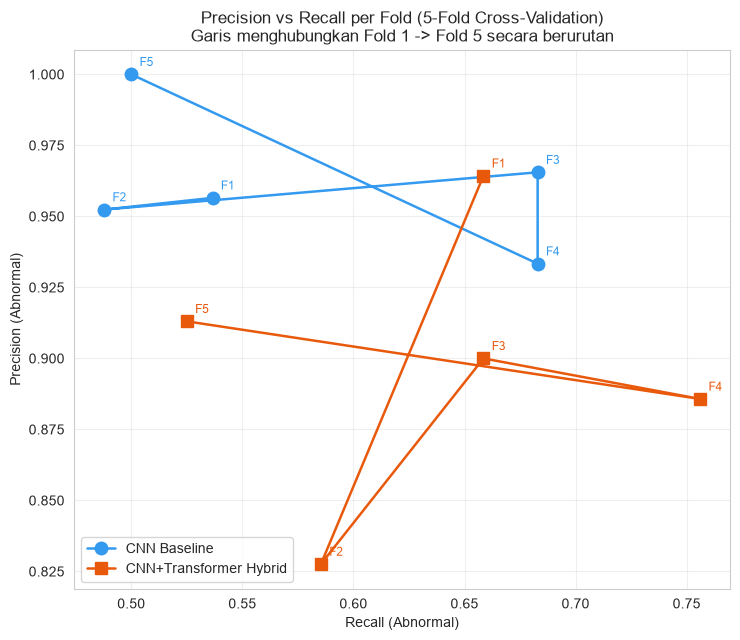 Precision vs Recall per Fold (5-Fold Cross-Validation)
Garis menghubungkan Fold 1 -> Fold 5 secara berurutan
Precision (Abnormal)
1.000
0.975
0.950
0.925
0.900
0.875
0.850
0.825
F5
F2
F1
F1
F3
F4
F5
F3
F4
F2
CNN Baseline
CNN+Transformer Hybrid
0.50
0.55
0.60
0.65
0.70
0.75
Recall (Abnormal)